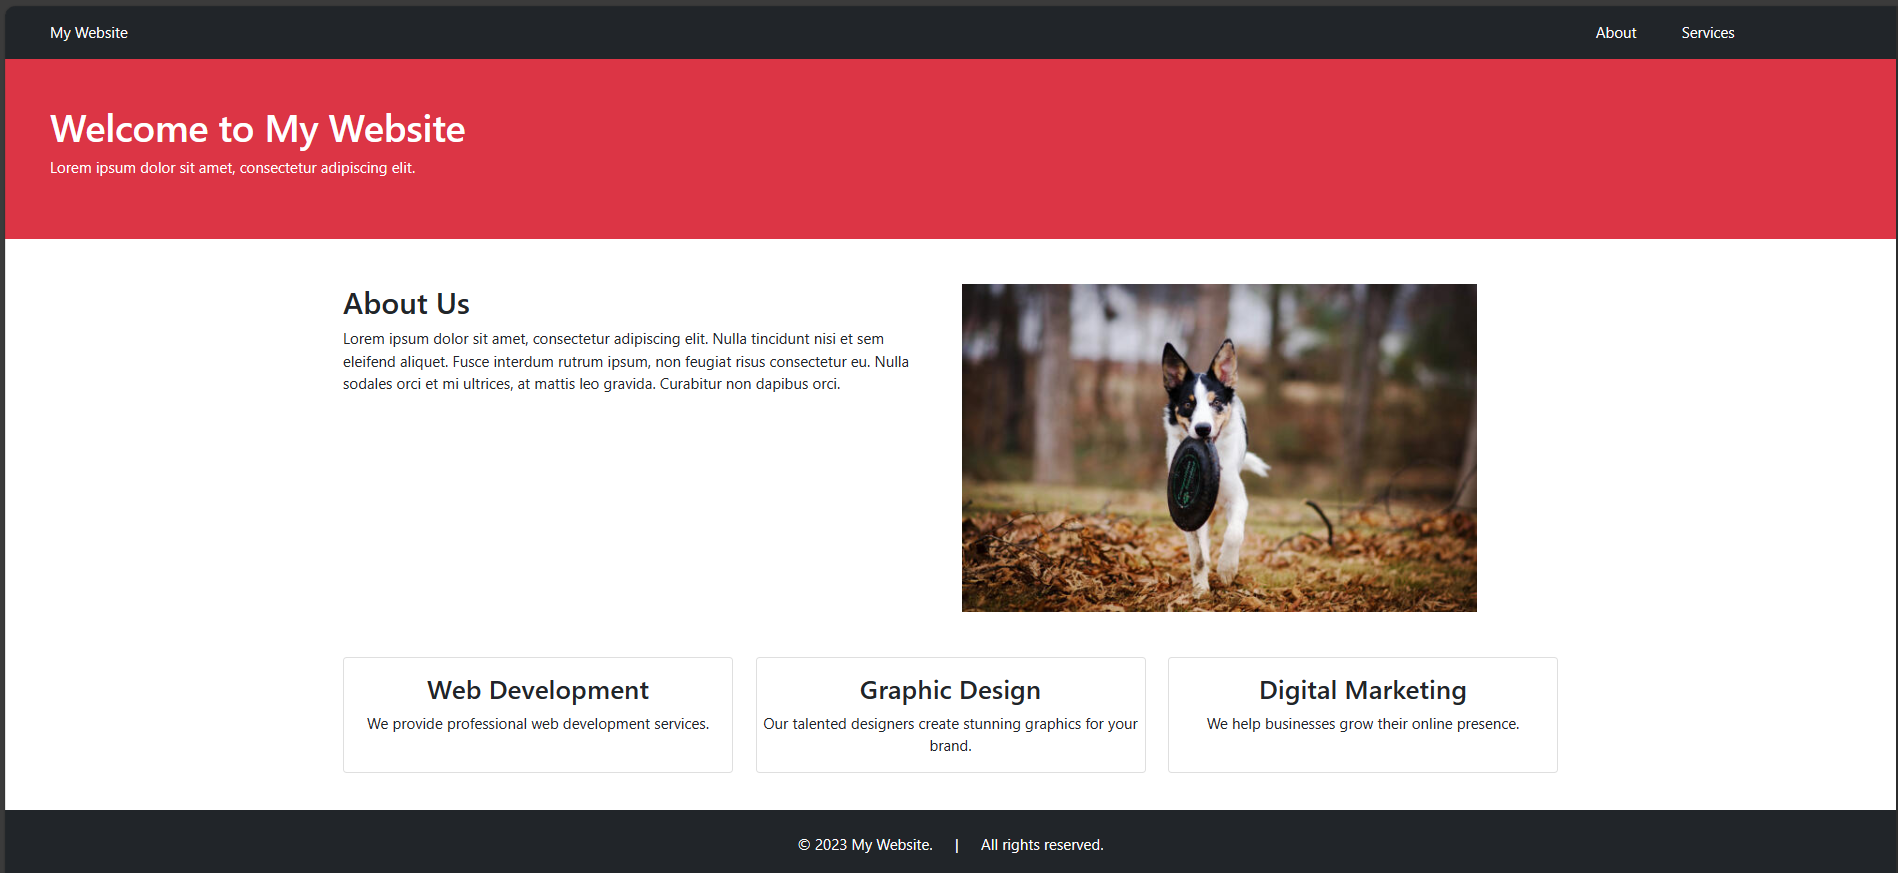 My Website About Services
Welcome to My Website
Lorem ipsum dolor sit amet, consectetur adipiscing elit.
About Us
Lorem ipsum dolor sit amet, consectetur adipiscing elit. Nulla tincidunt nisi et sem
eleifend aliquet. Fusce interdum rutrum ipsum, non feugiat risus consectetur eu. Nulla
sodales orci et mi ultrices, at mattis leo gravida. Curabitur non dapibus orci.
Web Development
We provide professional web development services.
Graphic Design
Our talented designers create stunning graphics for your
brand.
Digital Marketing
We help businesses grow their online presence.
© 2023 My Website. | All rights reserved.